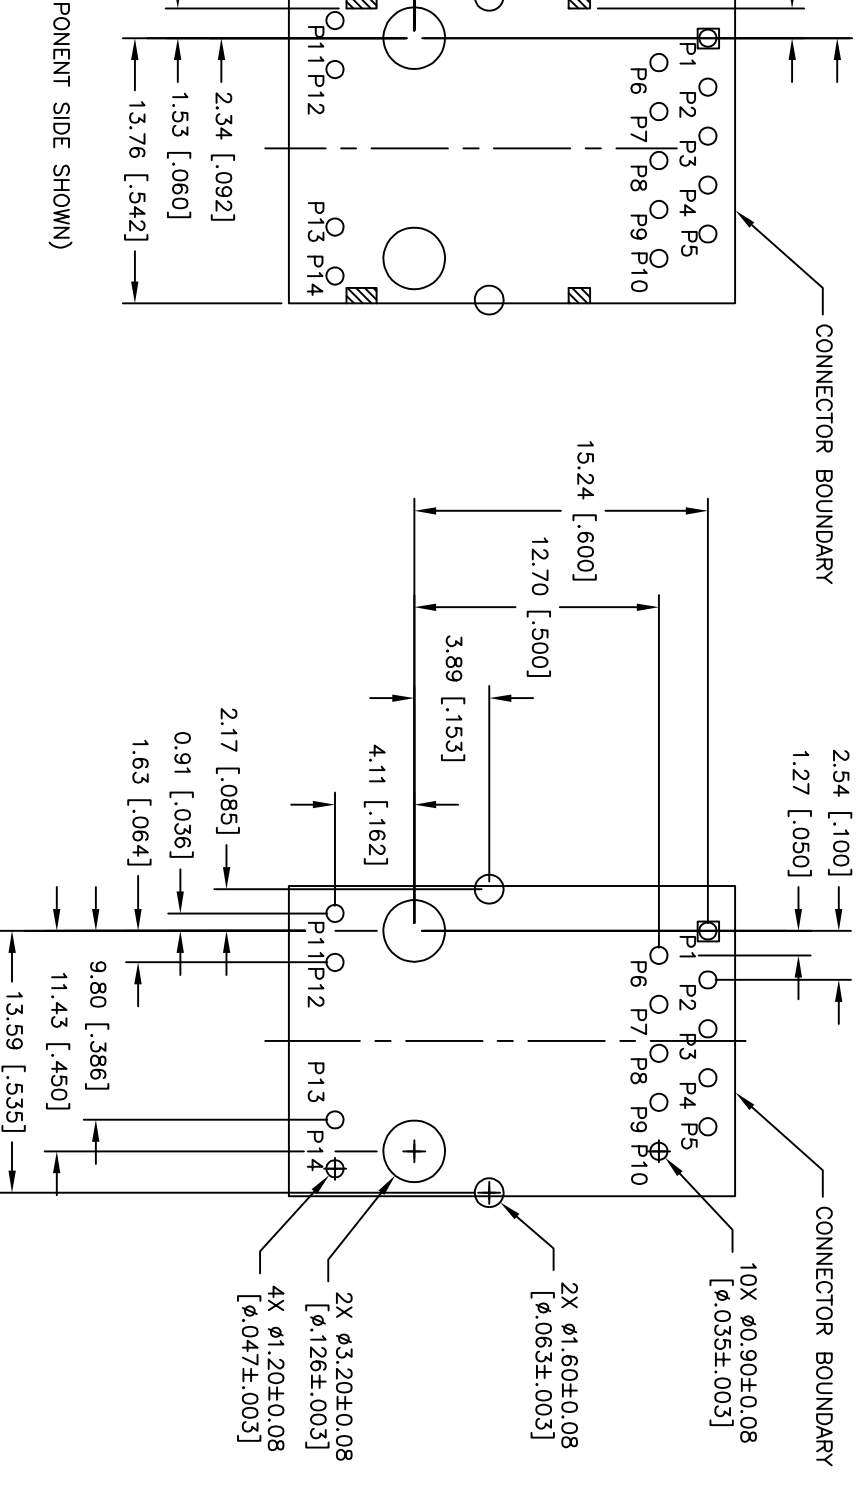 CONNECTOR BOUNDARY
P1
P2
P3
P4
P5
P6
P7
P8
P9
P10
P11
P12
P13
P14
2.34 [.092]
1.53 [.060]
13.76 [.542]
PONENT SIDE SHOWN)
2.54 [.100]
1.27 [.050]
CONNECTOR BOUNDARY
15.24 [.600]
12.70 [.500]
3.89 [.153]
4.11 [.162]
2.17 [.085]
0.91 [.036]
1.63 [.064]
P1
P2
P3
P4
P5
P6
P7
P8
P9
P10
P11
P12
P13
P14
10X ø0.90±0.08
[ø.035±.003]
2X ø1.60±0.08
[ø.063±.003]
2X ø3.20±0.08
[ø.126±.003]
4X ø1.20±0.08
[ø.047±.003]
9.80 [.386]
11.43 [.450]
13.59 [.535]